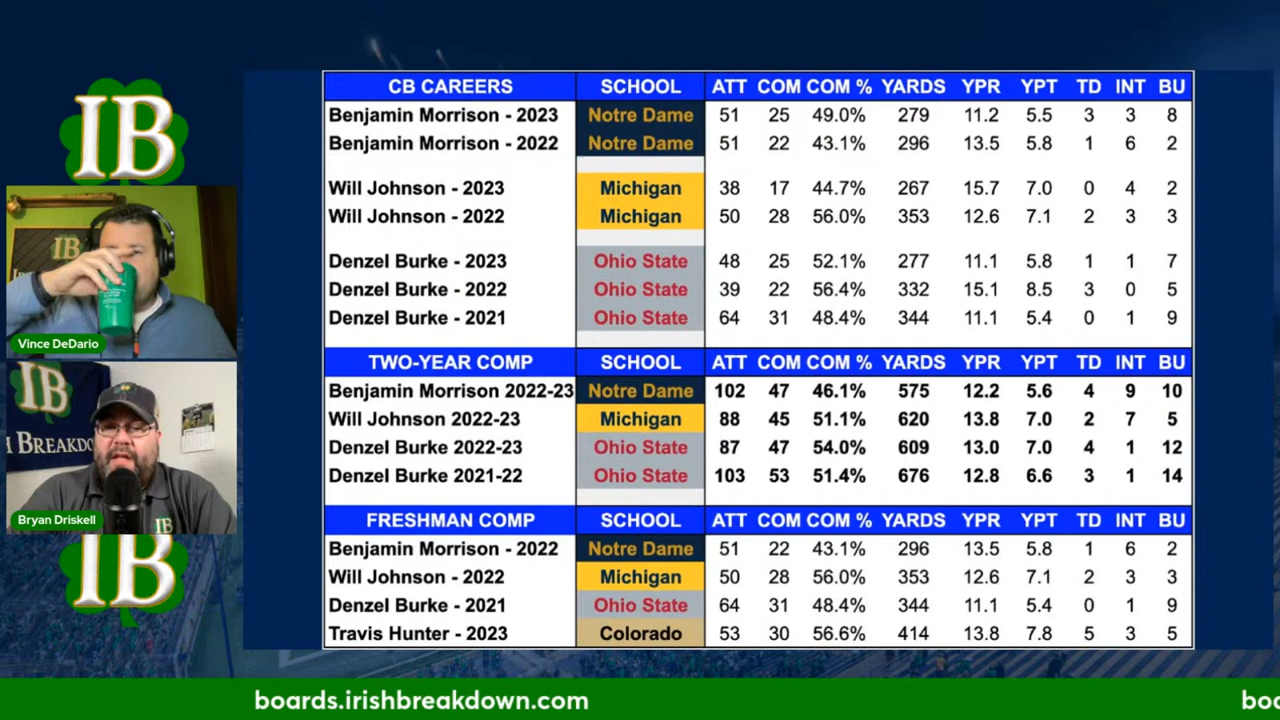 CB CAREERS SCHOOL ATT COM COM % YARDS YPR YPT TD INT BU
Benjamin Morrison - 2023 Notre Dame 51 25 49.0% 279 11.2 5.5 3 3 8
Benjamin Morrison - 2022 Notre Dame 51 22 43.1% 296 13.5 5.8 1 6 2
Will Johnson - 2023 Michigan 38 17 44.7% 267 15.7 7.0 0 4 2
Will Johnson - 2022 Michigan 50 28 56.0% 353 12.6 7.1 2 3 3
Denzel Burke - 2023 Ohio State 48 25 52.1% 277 11.1 5.8 1 1 7
Denzel Burke - 2022 Ohio State 39 22 56.4% 332 15.1 8.5 3 0 5
Denzel Burke - 2021 Ohio State 64 31 48.4% 344 11.1 5.4 0 1 9
TWO-YEAR COMP SCHOOL ATT COM COM % YARDS YPR YPT TD INT BU
Benjamin Morrison 2022-23 Notre Dame 102 47 46.1% 575 12.2 5.6 4 9 10
Will Johnson 2022-23 Michigan 88 45 51.1% 620 13.8 7.0 2 7 5
Denzel Burke 2022-23 Ohio State 87 47 54.0% 609 13.0 7.0 4 1 12
Denzel Burke 2021-22 Ohio State 103 53 51.4% 676 12.8 6.6 3 1 14
FRESHMAN COMP SCHOOL ATT COM COM % YARDS YPR YPT TD INT BU
Benjamin Morrison - 2022 Notre Dame 51 22 43.1% 296 13.5 5.8 1 6 2
Will Johnson - 2022 Michigan 50 28 56.0% 353 12.6 7.1 2 3 3
Denzel Burke - 2021 Ohio State 64 31 48.4% 344 11.1 5.4 0 1 9
Travis Hunter - 2023 Colorado 53 30 56.6% 414 13.8 7.8 5 3 5
IB
IB
Vince DeDario
IB
BREAKDO
IB
Bryan Driskell
IB
boards.irishbreakdown.com
boa